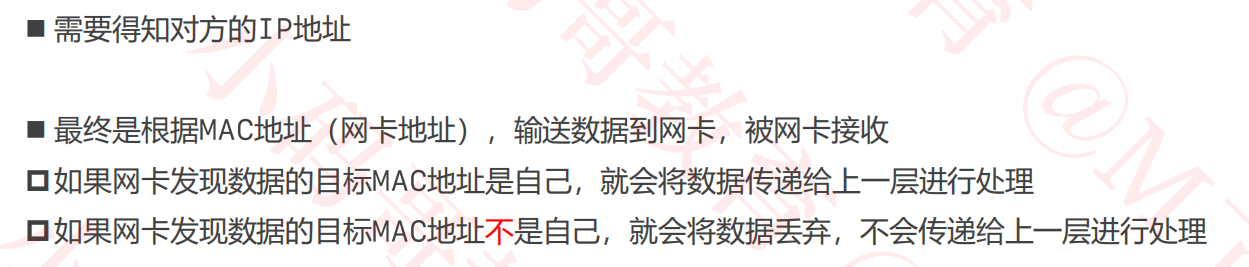 ■ 需要得知对方的IP地址
■ 最终是根据MAC地址（网卡地址），输送数据到网卡，被网卡接收
❑如果网卡发现数据的目标MAC地址是自己，就会将数据传递给上一层进行处理
❑如果网卡发现数据的目标MAC地址不是自己，就会将数据丢弃，不会传递给上一层进行处理
小码哥教育 @M